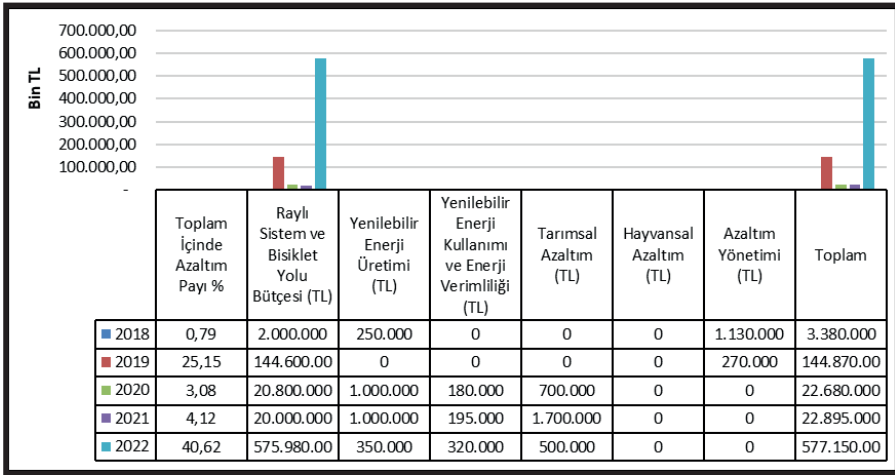 Bin TL
700.000,00
600.000,00
500.000,00
400.000,00
300.000,00
200.000,00
100.000,00
-
Toplam
İçinde
Azaltım
Payı %
Raylı
Sistem ve
Bisiklet
Yolu
Bütçesi (TL)
Yenilebilir
Enerji
Üretimi
(TL)
Yenilebilir
Enerji
Kullanımı
ve Enerji
Verimliliği
(TL)
Tarımsal
Azaltım
(TL)
Hayvansal
Azaltım
(TL)
Azaltım
Yönetimi
(TL)
Toplam
2018 0,79 2.000.000 250.000 0 0 0 1.130.000 3.380.000
2019 25,15 144.600.00 0 0 0 0 270.000 144.870.00
2020 3,08 20.800.000 1.000.000 180.000 700.000 0 0 22.680.000
2021 4,12 20.000.000 1.000.000 195.000 1.700.000 0 0 22.895.000
2022 40,62 575.980.00 350.000 320.000 500.000 0 0 577.150.00